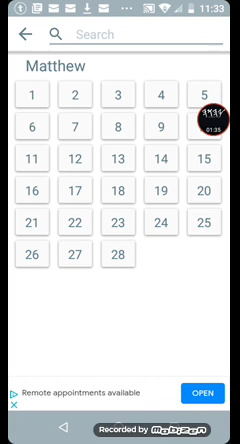 11:33
Search
Matthew
1 2 3 4 5
6 7 8 9
01:35
11 12 13 14 15
16 17 18 19 20
21 22 23 24 25
26 27 28
Remote appointments available
OPEN
Recorded by Mobizen